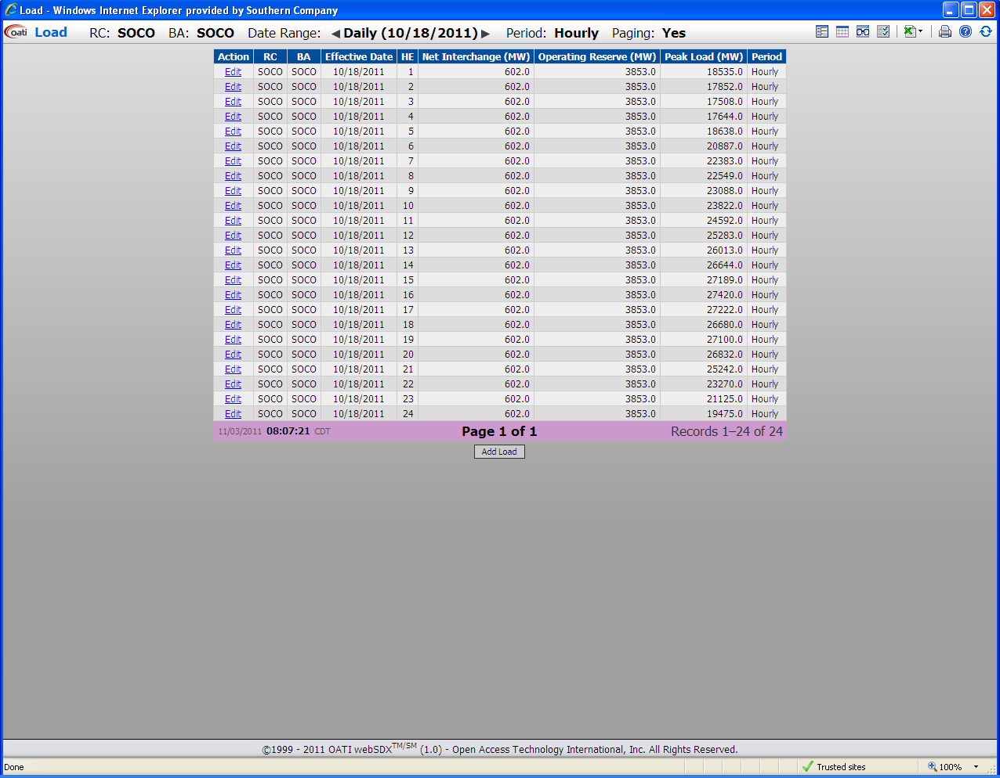 Load - Windows Internet Explorer provided by Southern Company
oati Load RC: SOCO BA: SOCO Date Range: ◀ Daily (10/18/2011) ▶ Period: Hourly Paging: Yes
Action RC BA Effective Date HE Net Interchange (MW) Operating Reserve (MW) Peak Load (MW) Period
Edit SOCO SOCO 10/18/2011 1 602.0 3853.0 18535.0 Hourly
Edit SOCO SOCO 10/18/2011 2 602.0 3853.0 17852.0 Hourly
Edit SOCO SOCO 10/18/2011 3 602.0 3853.0 17508.0 Hourly
Edit SOCO SOCO 10/18/2011 4 602.0 3853.0 17644.0 Hourly
Edit SOCO SOCO 10/18/2011 5 602.0 3853.0 18638.0 Hourly
Edit SOCO SOCO 10/18/2011 6 602.0 3853.0 20887.0 Hourly
Edit SOCO SOCO 10/18/2011 7 602.0 3853.0 22383.0 Hourly
Edit SOCO SOCO 10/18/2011 8 602.0 3853.0 22549.0 Hourly
Edit SOCO SOCO 10/18/2011 9 602.0 3853.0 23088.0 Hourly
Edit SOCO SOCO 10/18/2011 10 602.0 3853.0 23822.0 Hourly
Edit SOCO SOCO 10/18/2011 11 602.0 3853.0 24592.0 Hourly
Edit SOCO SOCO 10/18/2011 12 602.0 3853.0 25283.0 Hourly
Edit SOCO SOCO 10/18/2011 13 602.0 3853.0 26013.0 Hourly
Edit SOCO SOCO 10/18/2011 14 602.0 3853.0 26644.0 Hourly
Edit SOCO SOCO 10/18/2011 15 602.0 3853.0 27189.0 Hourly
Edit SOCO SOCO 10/18/2011 16 602.0 3853.0 27420.0 Hourly
Edit SOCO SOCO 10/18/2011 17 602.0 3853.0 27222.0 Hourly
Edit SOCO SOCO 10/18/2011 18 602.0 3853.0 26680.0 Hourly
Edit SOCO SOCO 10/18/2011 19 602.0 3853.0 27100.0 Hourly
Edit SOCO SOCO 10/18/2011 20 602.0 3853.0 26832.0 Hourly
Edit SOCO SOCO 10/18/2011 21 602.0 3853.0 25242.0 Hourly
Edit SOCO SOCO 10/18/2011 22 602.0 3853.0 23270.0 Hourly
Edit SOCO SOCO 10/18/2011 23 602.0 3853.0 21125.0 Hourly
Edit SOCO SOCO 10/18/2011 24 602.0 3853.0 19475.0 Hourly
11/03/2011 08:07:21 CDT Page 1 of 1 Records 1–24 of 24
Add Load
©1999 - 2011 OATI webSDX™/SM (1.0) - Open Access Technology International, Inc. All Rights Reserved.
Done Trusted sites 100%